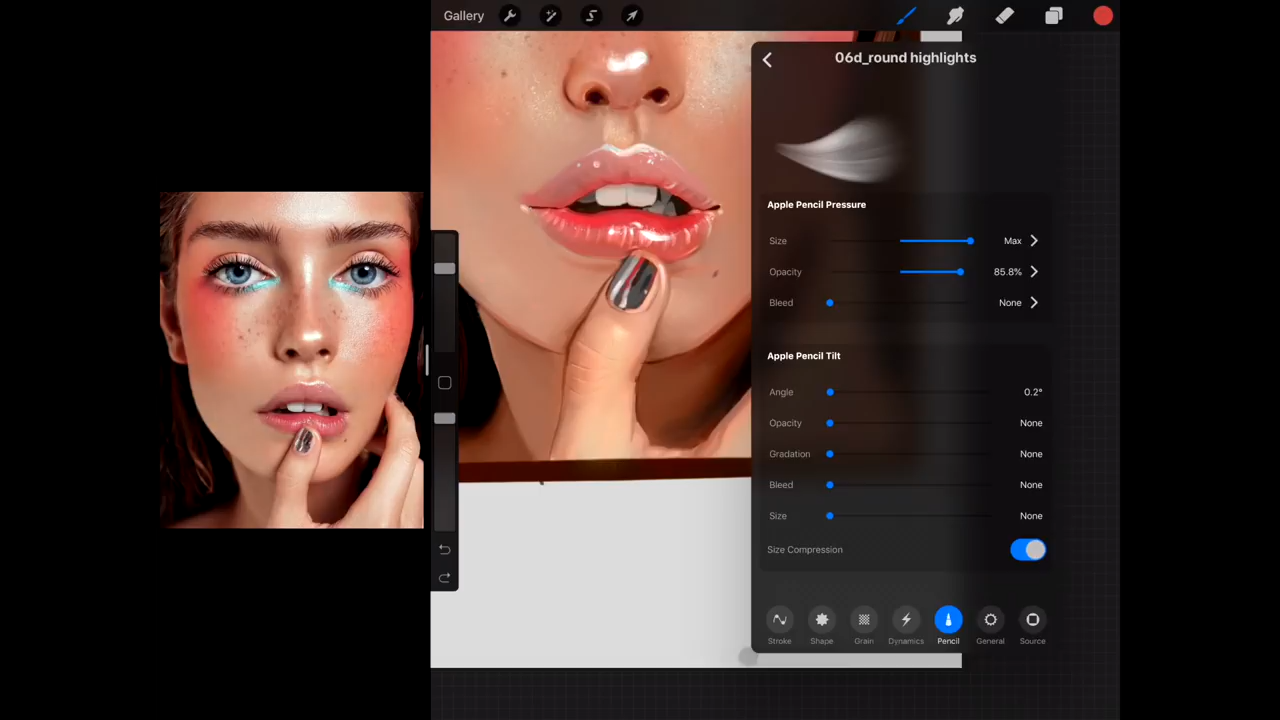 Gallery
06d_round highlights
Apple Pencil Pressure
Size Max
Opacity 85.8%
Bleed None
Apple Pencil Tilt
Angle 0.2°
Opacity None
Gradation None
Bleed None
Size None
Size Compression
Stroke Shape Grain Dynamics Pencil General Source